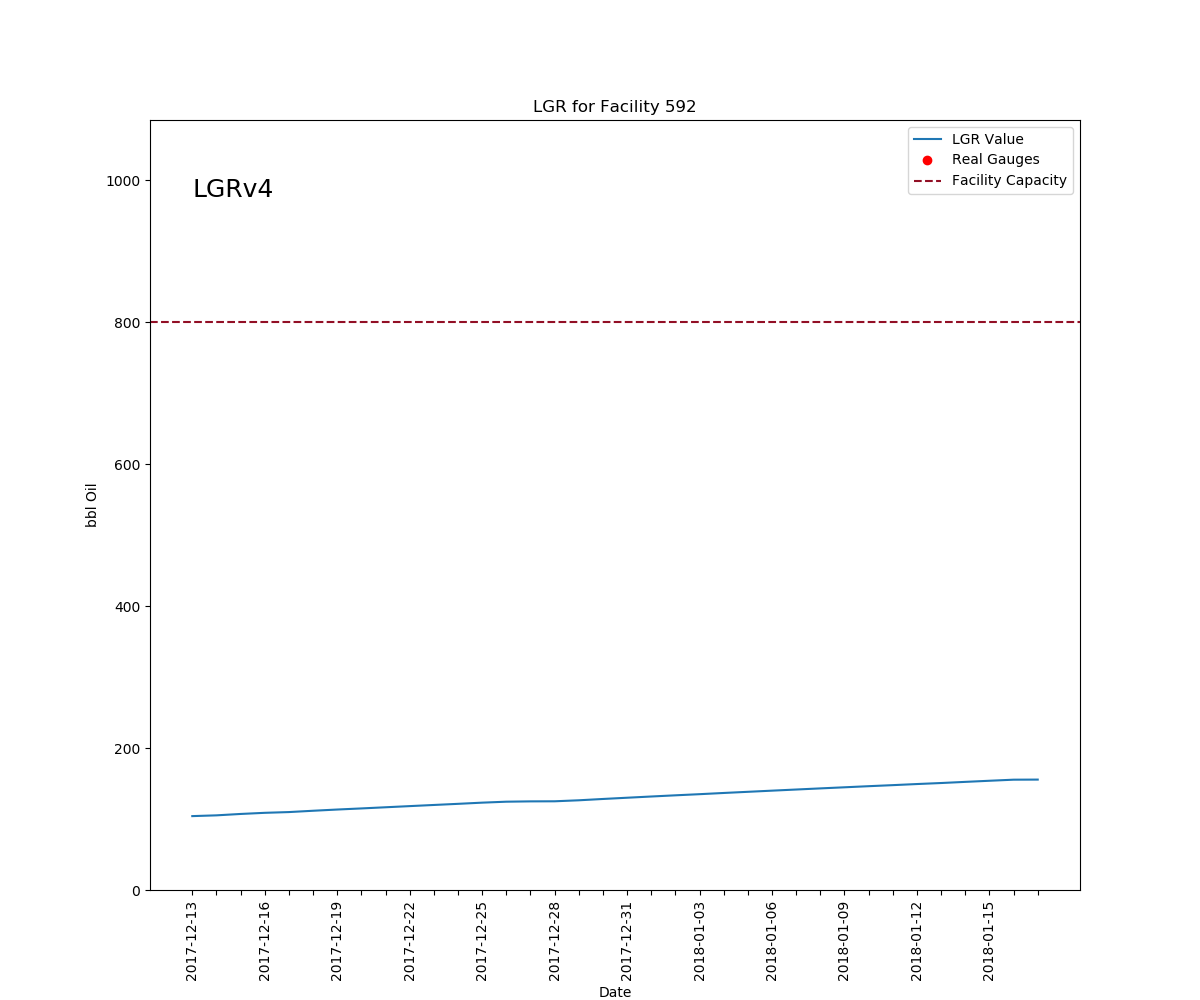 LGR for Facility 592
LGR Value
Real Gauges
Facility Capacity
LGRv4
1000
800
600
400
200
0
bbl Oil
2017-12-13
2017-12-16
2017-12-19
2017-12-22
2017-12-25
2017-12-28
2017-12-31
2018-01-03
2018-01-06
2018-01-09
2018-01-12
2018-01-15
Date